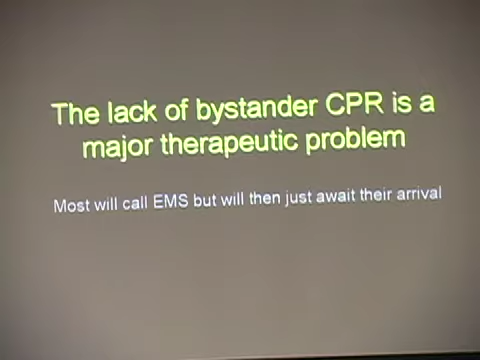 The lack of bystander CPR is a
major therapeutic problem
Most will call EMS but will then just await their arrival